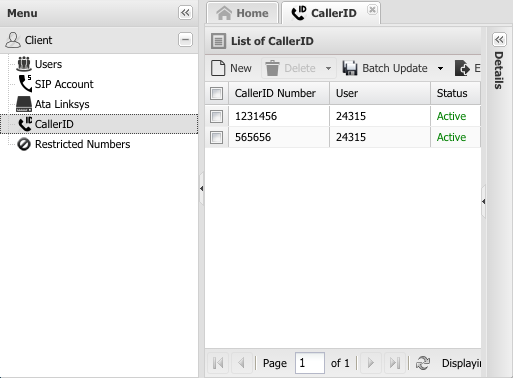 Menu
Client
Users
SIP Account
Ata Linksys
CallerID
Restricted Numbers
Home
CallerID
List of CallerID
New Delete Batch Update E
CallerID Number User Status
1231456 24315 Active
565656 24315 Active
Page 1 of 1 Displayin
Details